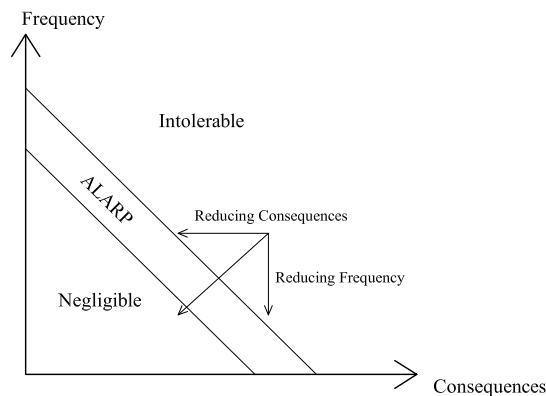 Frequency
Intolerable
ALARP
Reducing Consequences
Reducing Frequency
Negligible
Consequences